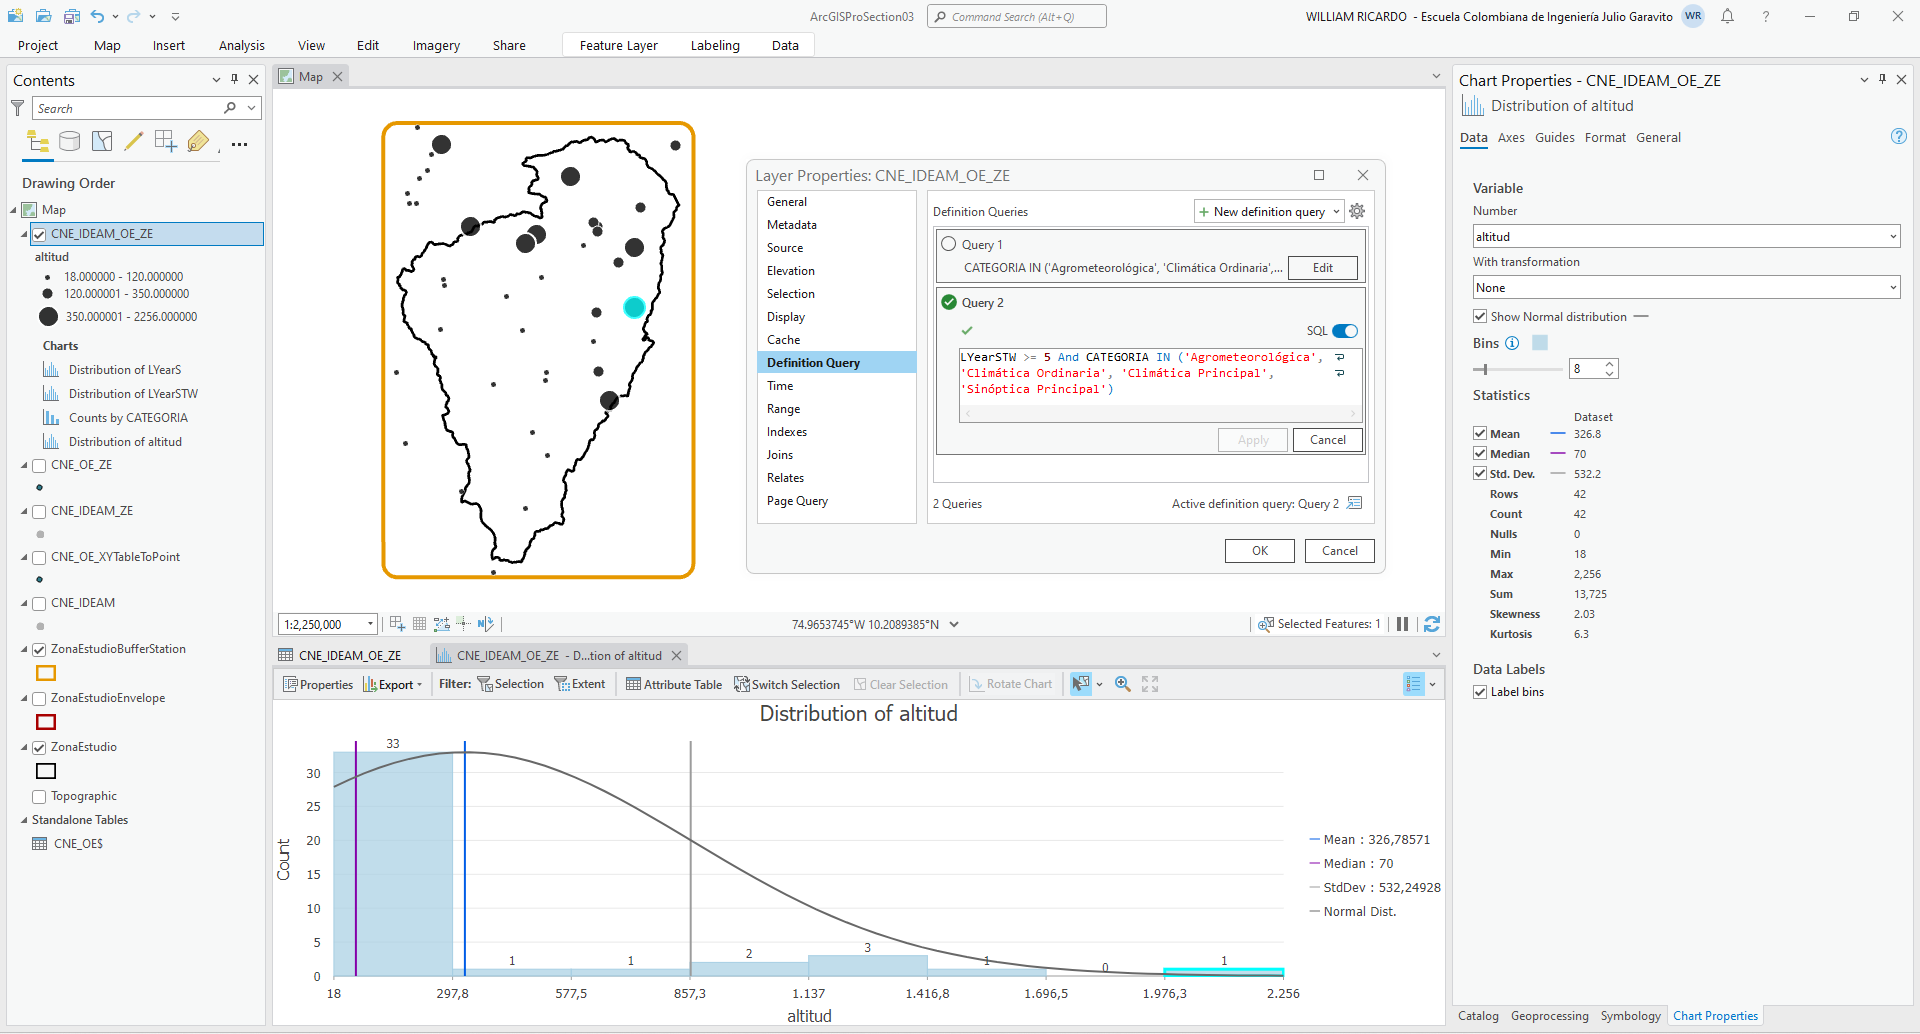 ArcGISProSection03
Command Search (Alt+Q)
WILLIAM RICARDO - Escuela Colombiana de Ingeniería Julio Garavito
WR
?
Project
Map
Insert
Analysis
View
Edit
Imagery
Share
Feature Layer
Labeling
Data
Contents
Search
Drawing Order
Map
CNE_IDEAM_OE_ZE
altitud
18.000000 - 120.000000
120.000001 - 350.000000
350.000001 - 2256.000000
Charts
Distribution of LYearS
Distribution of LYearSTW
Counts by CATEGORIA
Distribution of altitud
CNE_OE_ZE
CNE_IDEAM_ZE
CNE_OE_XYTableToPoint
CNE_IDEAM
ZonaEstudioBufferStation
ZonaEstudioEnvelope
ZonaEstudio
Topographic
Standalone Tables
CNE_OE$
Map
Layer Properties: CNE_IDEAM_OE_ZE
General
Metadata
Source
Elevation
Selection
Display
Cache
Definition Query
Time
Range
Indexes
Joins
Relates
Page Query
Definition Queries
New definition query
Query 1
CATEGORIA IN ('Agrometeorológica', 'Climática Ordinaria',...
Edit
Query 2
SQL
LYearSTW >= 5 And CATEGORIA IN ('Agrometeorológica',
'Climática Ordinaria', 'Climática Principal',
'Sinóptica Principal')
Apply
Cancel
2 Queries
Active definition query: Query 2
OK
Cancel
1:2,250,000
74.9653745°W 10.2089385°N
Selected Features: 1
CNE_IDEAM_OE_ZE
CNE_IDEAM_OE_ZE - D...tion of altitud
Properties
Export
Filter:
Selection
Extent
Attribute Table
Switch Selection
Clear Selection
Rotate Chart
Distribution of altitud
Count
30
25
20
15
10
5
0
33
1
1
2
3
1
0
1
18
297,8
577,5
857,3
1.137
1.416,8
1.696,5
1.976,3
2.256
altitud
Mean : 326,78571
Median : 70
StdDev : 532,24928
Normal Dist.
Chart Properties - CNE_IDEAM_OE_ZE
Distribution of altitud
Data
Axes
Guides
Format
General
?
Variable
Number
altitud
With transformation
None
Show Normal distribution
Bins
8
Statistics
Dataset
Mean 326.8
Median 70
Std. Dev. 532.2
Rows 42
Count 42
Nulls 0
Min 18
Max 2,256
Sum 13,725
Skewness 2.03
Kurtosis 6.3
Data Labels
Label bins
Catalog
Geoprocessing
Symbology
Chart Properties